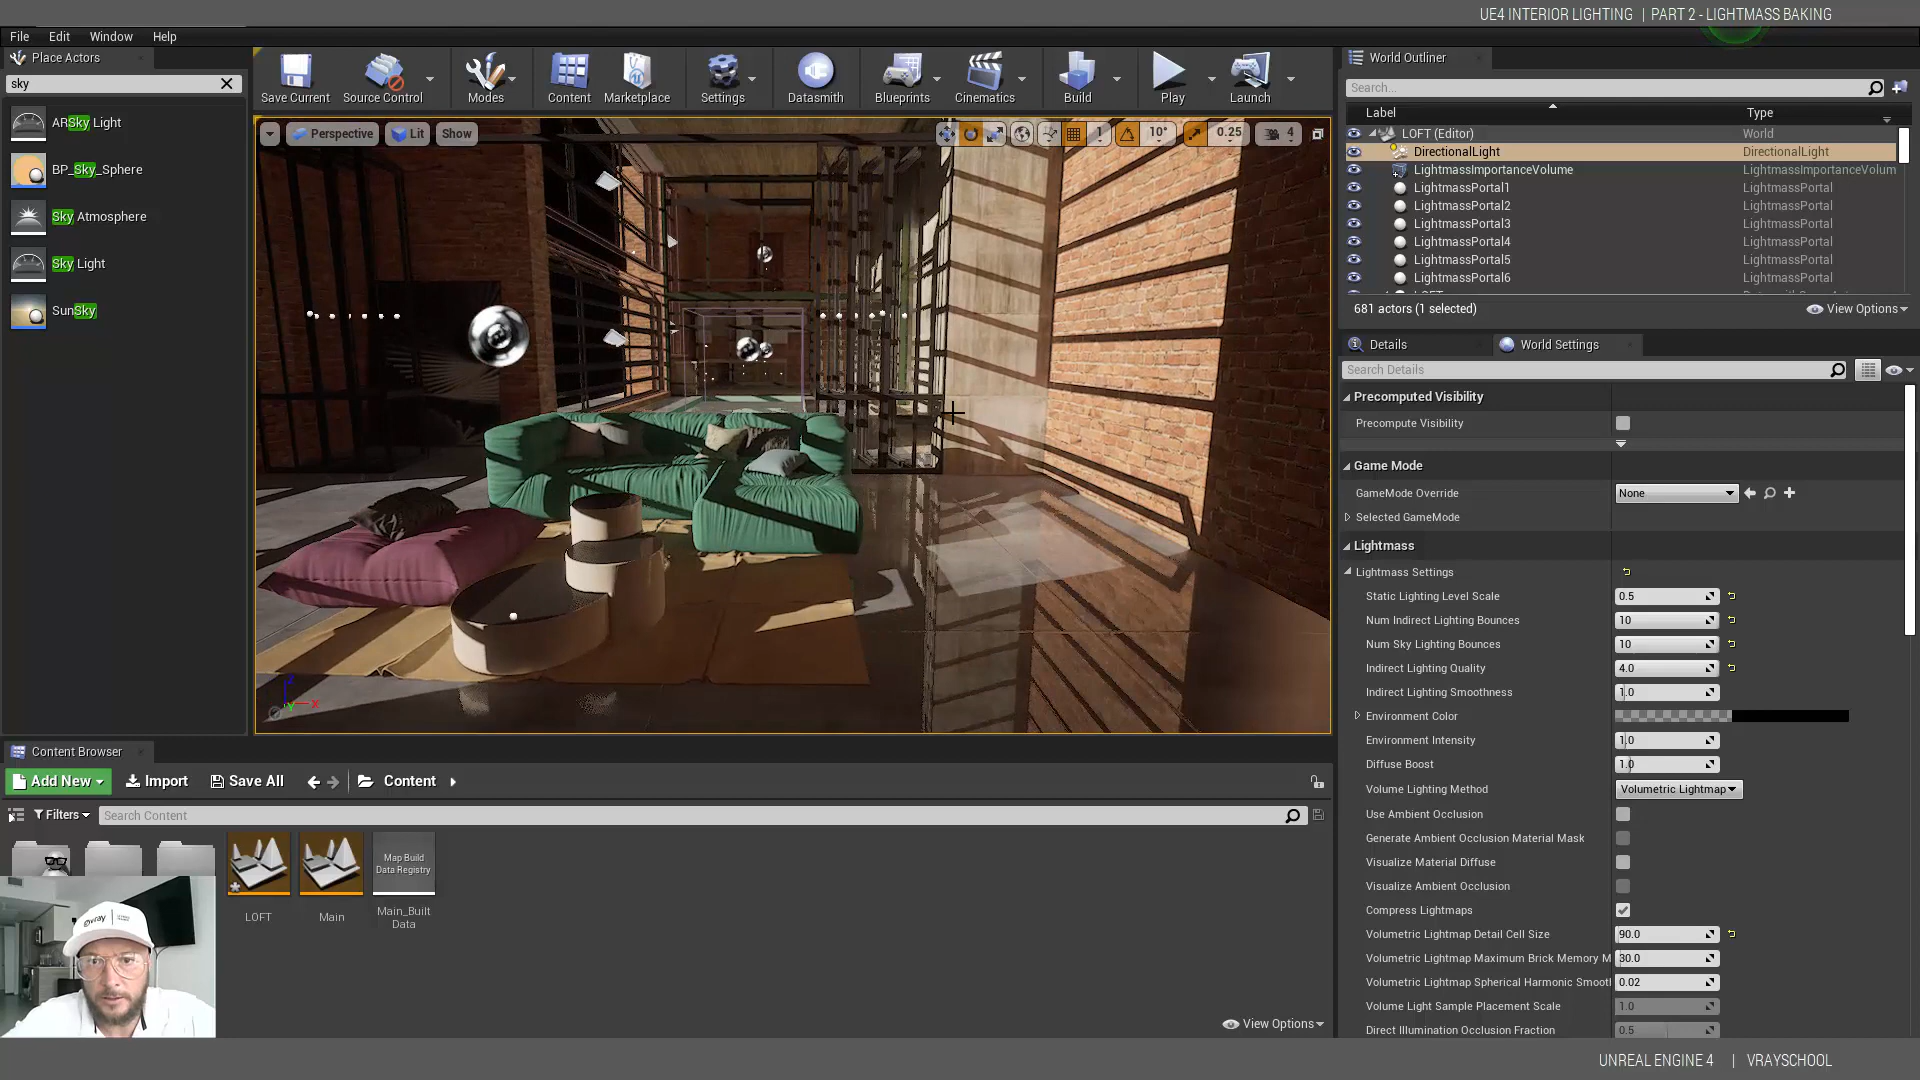 UE4 INTERIOR LIGHTING | PART 2 - LIGHTMASS BAKING
File Edit Window Help
Place Actors
sky
ARSky Light
BP_Sky_Sphere
Sky Atmosphere
Sky Light
SunSky
Save Current
Source Control
Modes
Content
Marketplace
Settings
Datasmith
Blueprints
Cinematics
Build
Play
Launch
Perspective
Lit
Show
1
10°
0.25
4
World Outliner
Search...
Label Type
LOFT (Editor) World
DirectionalLight DirectionalLight
LightmassImportanceVolume LightmassImportanceVolum
LightmassPortal1 LightmassPortal
LightmassPortal2 LightmassPortal
LightmassPortal3 LightmassPortal
LightmassPortal4 LightmassPortal
LightmassPortal5 LightmassPortal
LightmassPortal6 LightmassPortal
681 actors (1 selected)
View Options
Details
World Settings
Search Details
Precomputed Visibility
Precompute Visibility
Game Mode
GameMode Override None
Selected GameMode
Lightmass
Lightmass Settings
Static Lighting Level Scale 0.5
Num Indirect Lighting Bounces 10
Num Sky Lighting Bounces 10
Indirect Lighting Quality 4.0
Indirect Lighting Smoothness 1.0
Environment Color
Environment Intensity 1.0
Diffuse Boost 1.0
Volume Lighting Method Volumetric Lightmap
Use Ambient Occlusion
Generate Ambient Occlusion Material Mask
Visualize Material Diffuse
Visualize Ambient Occlusion
Compress Lightmaps
Volumetric Lightmap Detail Cell Size 90.0
Volumetric Lightmap Maximum Brick Memory M 30.0
Volumetric Lightmap Spherical Harmonic Smoot 0.02
Volume Light Sample Placement Scale 1.0
Direct Illumination Occlusion Fraction 0.5
Content Browser
Add New
Import
Save All
Content
Filters
Search Content
Map Build
Data Registry
LOFT
Main
Main_Built
Data
View Options
vray
Z
X
Y
UNREAL ENGINE 4 | VRAYSCHOOL